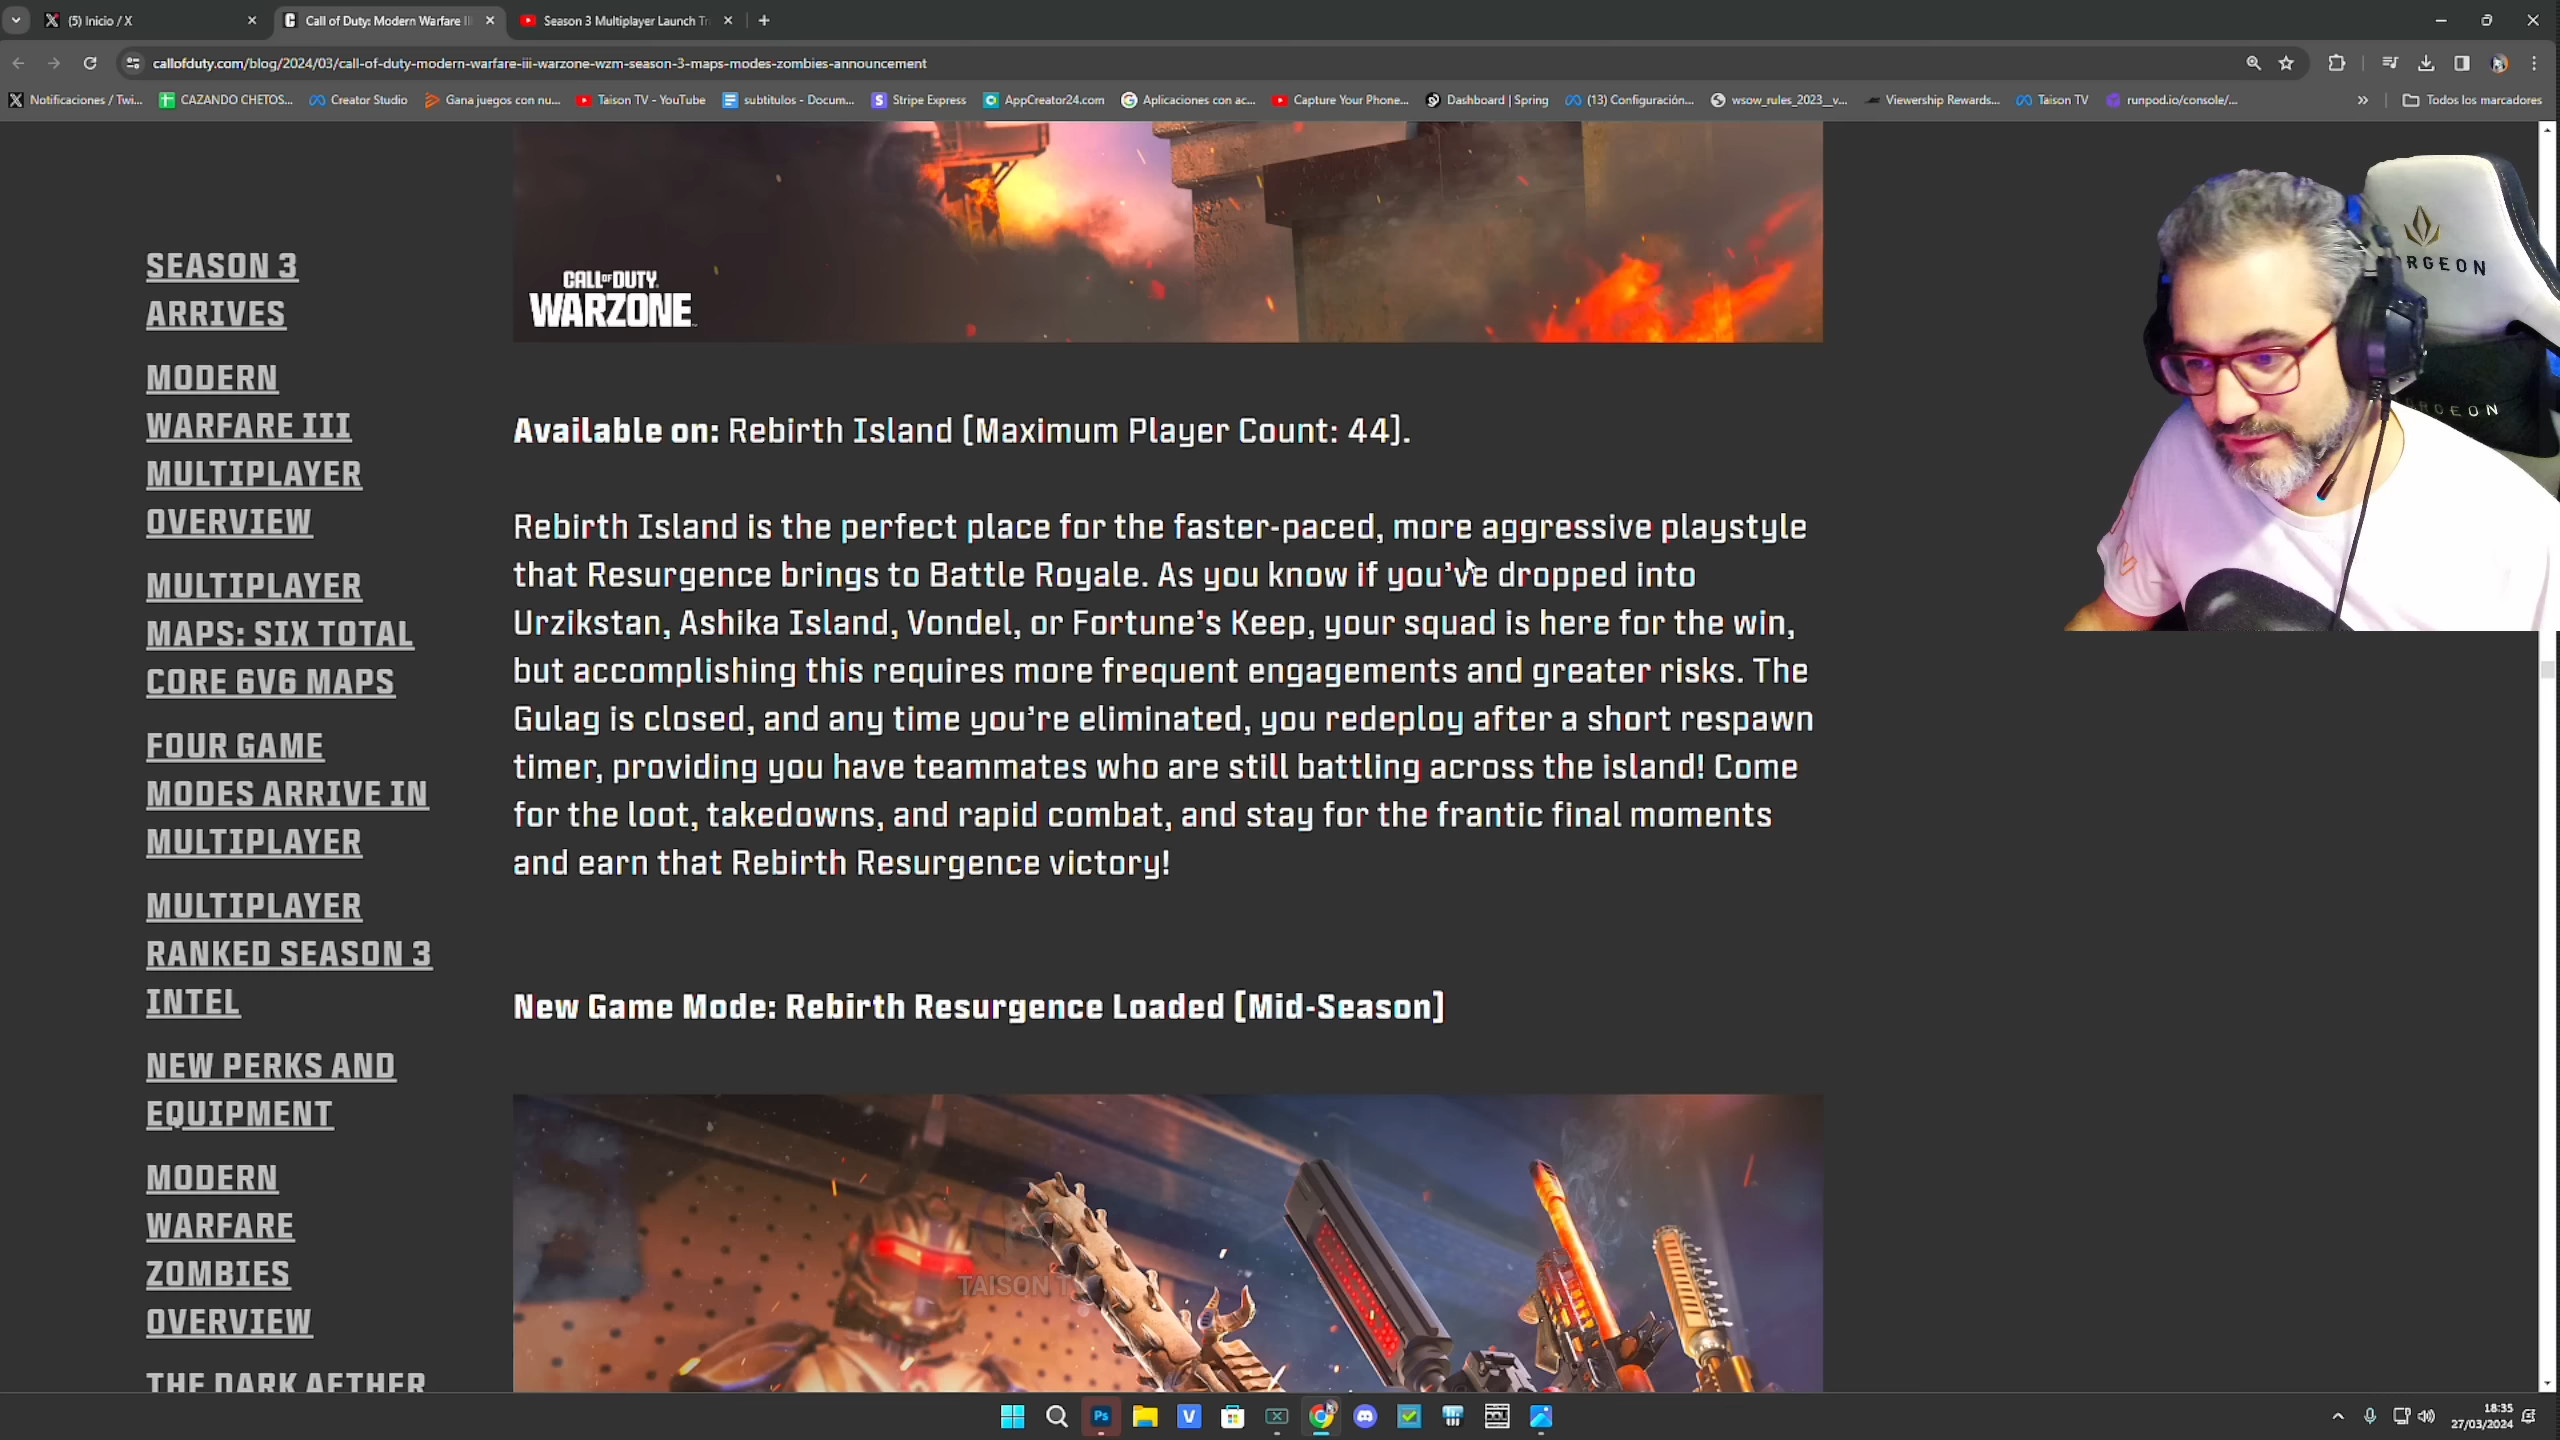 (5) Inicio / X
Call of Duty: Modern Warfare III
Season 3 Multiplayer Launch Tr
callofduty.com/blog/2024/03/call-of-duty-modern-warfare-iii-warzone-wzm-season-3-maps-modes-zombies-announcement
Notificaciones / Twi...
CAZANDO CHETOS...
Creator Studio
Gana juegos con nu...
Taison TV - YouTube
subtitulos - Docum...
Stripe Express
AppCreator24.com
Aplicaciones con ac...
Capture Your Phone...
Dashboard | Spring
(13) Configuración...
wsow_rules_2023__v...
Viewership Rewards...
Taison TV
runpod.io/console/...
Todos los marcadores
SEASON 3
ARRIVES
MODERN
WARFARE III
MULTIPLAYER
OVERVIEW
MULTIPLAYER
MAPS: SIX TOTAL
CORE 6V6 MAPS
FOUR GAME
MODES ARRIVE IN
MULTIPLAYER
MULTIPLAYER
RANKED SEASON 3
INTEL
NEW PERKS AND
EQUIPMENT
MODERN
WARFARE
ZOMBIES
OVERVIEW
THE DARK AETHER
CALL OF DUTY
WARZONE
Available on: Rebirth Island [Maximum Player Count: 44].
Rebirth Island is the perfect place for the faster-paced, more aggressive playstyle
that Resurgence brings to Battle Royale. As you know if you've dropped into
Urzikstan, Ashika Island, Vondel, or Fortune's Keep, your squad is here for the win,
but accomplishing this requires more frequent engagements and greater risks. The
Gulag is closed, and any time you're eliminated, you redeploy after a short respawn
timer, providing you have teammates who are still battling across the island! Come
for the loot, takedowns, and rapid combat, and stay for the frantic final moments
and earn that Rebirth Resurgence victory!
New Game Mode: Rebirth Resurgence Loaded [Mid-Season]
TAISON T
RGEON
RGEON
TV
Ps
18:35
27/03/2024